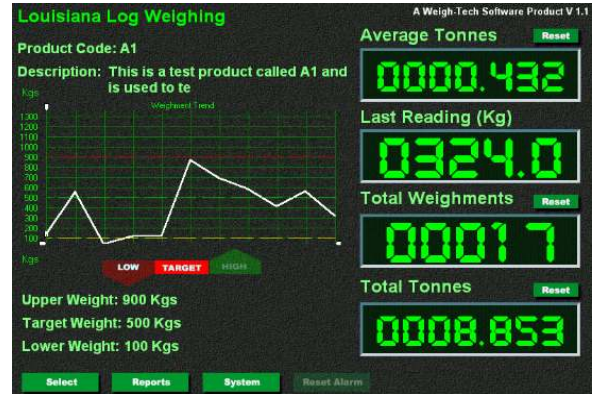 Louisiana Log Weighing
A Weigh-Tech Software Product V 1.1
Product Code: A1
Description: This is a test product called A1 and
is used to te
Kgs
Weighment Trend
1300
1200
1100
1000
900
800
700
600
500
400
300
200
100
Kgs
LOW
TARGET
HIGH
Upper Weight: 900 Kgs
Target Weight: 500 Kgs
Lower Weight: 100 Kgs
Average Tonnes
Reset
0000.432
Last Reading (Kg)
0324.0
Total Weighments
Reset
00017
Total Tonnes
Reset
0008.853
Select
Reports
System
Reset Alarm